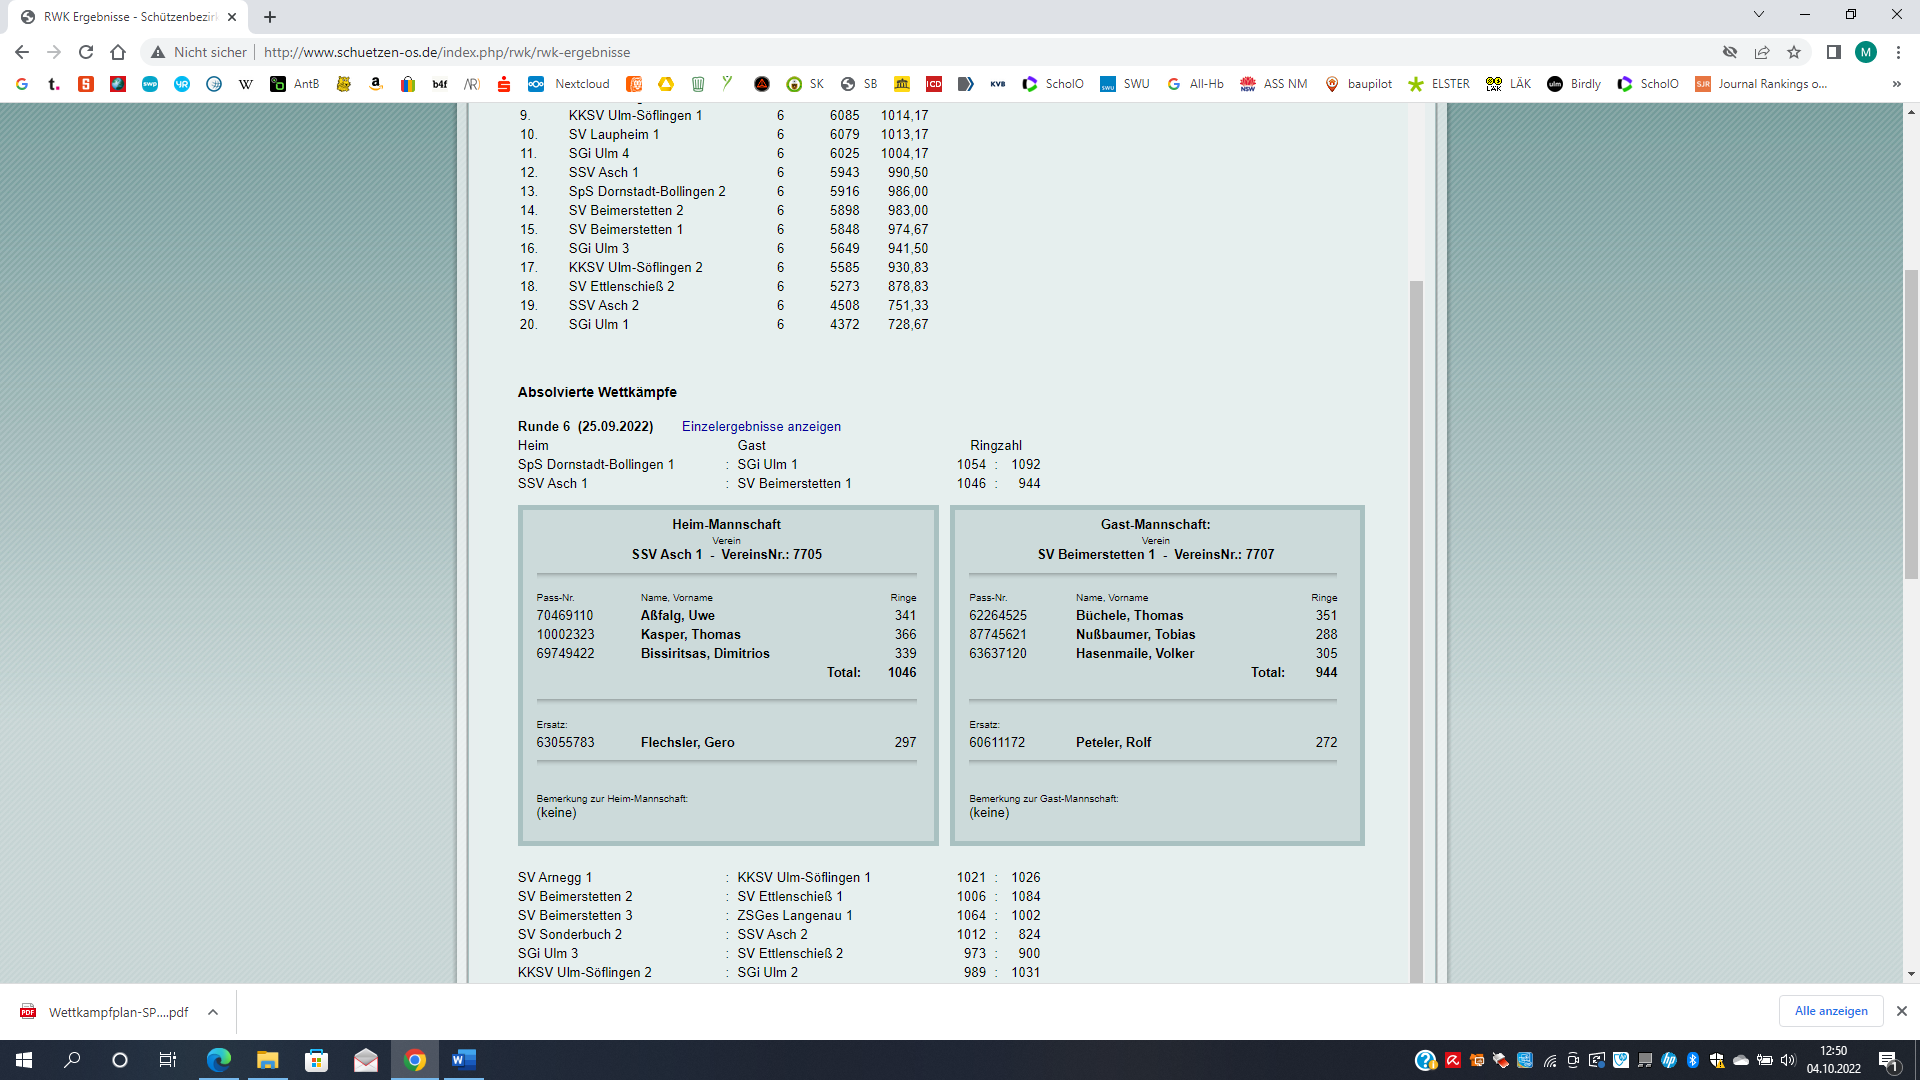 RWK Ergebnisse - Schützenbezirk
Nicht sicher | http://www.schuetzen-os.de/index.php/rwk/rwk-ergebnisse M
G t. S swp YR W AntB a b4f /R) Nextcloud SK SB ICD KVB ScholO SWU All-Hb ASS NM baupilot ELSTER LÄK Birdly ScholO SJR Journal Rankings o... »
9. KKSV Ulm-Söflingen 1 6 6085 1014,17
10. SV Laupheim 1 6 6079 1013,17
11. SGi Ulm 4 6 6025 1004,17
12. SSV Asch 1 6 5943 990,50
13. SpS Dornstadt-Bollingen 2 6 5916 986,00
14. SV Beimerstetten 2 6 5898 983,00
15. SV Beimerstetten 1 6 5848 974,67
16. SGi Ulm 3 6 5649 941,50
17. KKSV Ulm-Söflingen 2 6 5585 930,83
18. SV Ettlenschieß 2 6 5273 878,83
19. SSV Asch 2 6 4508 751,33
20. SGi Ulm 1 6 4372 728,67
Absolvierte Wettkämpfe
Runde 6 (25.09.2022) Einzelergebnisse anzeigen
Heim Gast Ringzahl
SpS Dornstadt-Bollingen 1 : SGi Ulm 1 1054 : 1092
SSV Asch 1 : SV Beimerstetten 1 1046 : 944
Heim-Mannschaft
Verein
SSV Asch 1 - VereinsNr.: 7705
Pass-Nr. Name, Vorname Ringe
70469110 Aßfalg, Uwe 341
10002323 Kasper, Thomas 366
69749422 Bissiritsas, Dimitrios 339
Total: 1046
Ersatz:
63055783 Flechsler, Gero 297
Bemerkung zur Heim-Mannschaft:
(keine)
Gast-Mannschaft:
Verein
SV Beimerstetten 1 - VereinsNr.: 7707
Pass-Nr. Name, Vorname Ringe
62264525 Büchele, Thomas 351
87745621 Nußbaumer, Tobias 288
63637120 Hasenmaile, Volker 305
Total: 944
Ersatz:
60611172 Peteler, Rolf 272
Bemerkung zur Gast-Mannschaft:
(keine)
SV Arnegg 1 : KKSV Ulm-Söflingen 1 1021 : 1026
SV Beimerstetten 2 : SV Ettlenschieß 1 1006 : 1084
SV Beimerstetten 3 : ZSGes Langenau 1 1064 : 1002
SV Sonderbuch 2 : SSV Asch 2 1012 : 824
SGi Ulm 3 : SV Ettlenschieß 2 973 : 900
KKSV Ulm-Söflingen 2 : SGi Ulm 2 989 : 1031
PDF Wettkampfplan-SP....pdf Alle anzeigen
12:50
04.10.2022
1